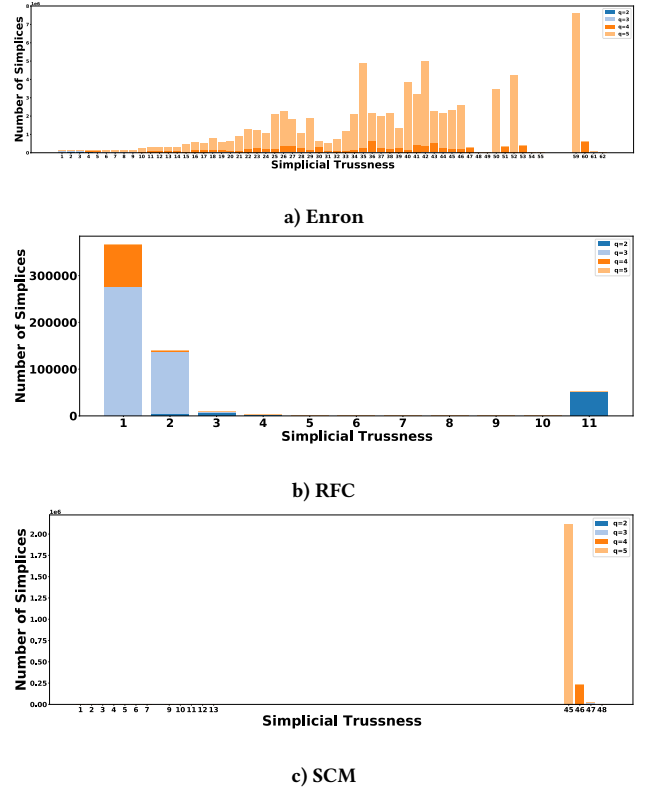 1e6
8
7
6
5
4
3
2
1
0
Number of Simplices
q=2
q=3
q=4
q=5
1 2 3 4 5 6 7 8 9 10 11 12 13 14 15 16 17 18 19 20 21 22 23 24 25 26 27 28 29 30 31 32 33 34 35 36 37 38 39 40 41 42 43 44 45 46 47 48 49 50 51 52 53 54 55 59 60 61 62
Simplicial Trussness
a) Enron
300000
200000
100000
0
Number of Simplices
q=2
q=3
q=4
q=5
1 2 3 4 5 6 7 8 9 10 11
Simplicial Trussness
b) RFC
1e6
2.00
1.75
1.50
1.25
1.00
0.75
0.50
0.25
0.00
Number of Simplices
q=2
q=3
q=4
q=5
1 2 3 4 5 6 7 9 10 11 12 13 45 46 47 48
Simplicial Trussness
c) SCM